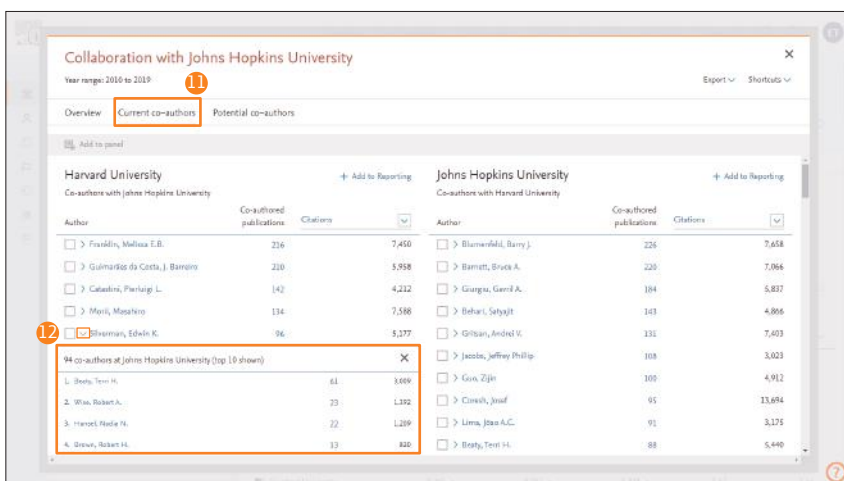 Collaboration with Johns Hopkins University
Year range: 2010 to 2019
Export Shortcuts
11
Overview Current co-authors Potential co-authors
Add to panel
Harvard University + Add to Reporting
Co-authors with Johns Hopkins University
Author Co-authored publications Citations
Franklin, Melissa E.B. 216 7,450
Guimarães da Costa, J. Barreiro 210 5,958
Catastini, Pierluigi L. 142 4,212
Morii, Masahiro 134 7,588
12
Silverman, Edwin K. 96 5,177
94 co-authors at Johns Hopkins University (top 10 shown)
1. Beaty, Terri H. 61 3,009
2. Wise, Robert A. 23 1,192
3. Hansel, Nadia N. 22 1,289
4. Brown, Robert H. 13 820
Johns Hopkins University + Add to Reporting
Co-authors with Harvard University
Author Co-authored publications Citations
Blumenfeld, Barry J. 226 7,658
Barnett, Bruce A. 220 7,066
Giurgiu, Gavril A. 184 5,837
Behari, Satyajit 143 4,866
Gritsan, Andrei V. 131 7,403
Jacobs, Jeffrey Phillip 108 3,023
Guo, Zijin 100 4,912
Coresh, Josef 95 13,694
Lima, Joao A.C. 91 3,175
Beaty, Terri H. 88 5,440
?